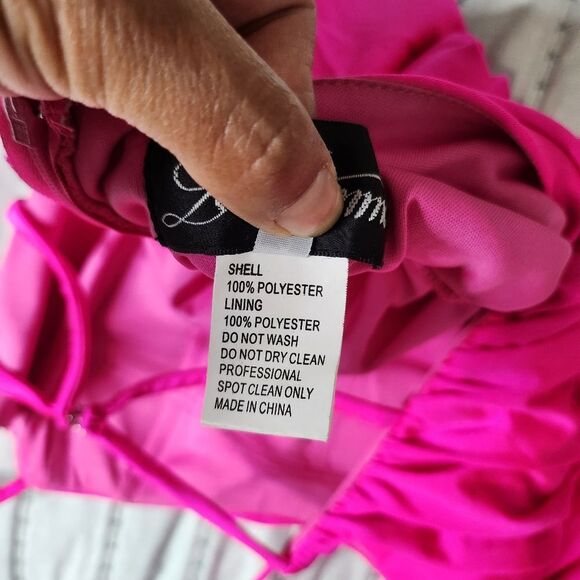 SHELL
100% POLYESTER
LINING
100% POLYESTER
DO NOT WASH
DO NOT DRY CLEAN
PROFESSIONAL
SPOT CLEAN ONLY
MADE IN CHINA